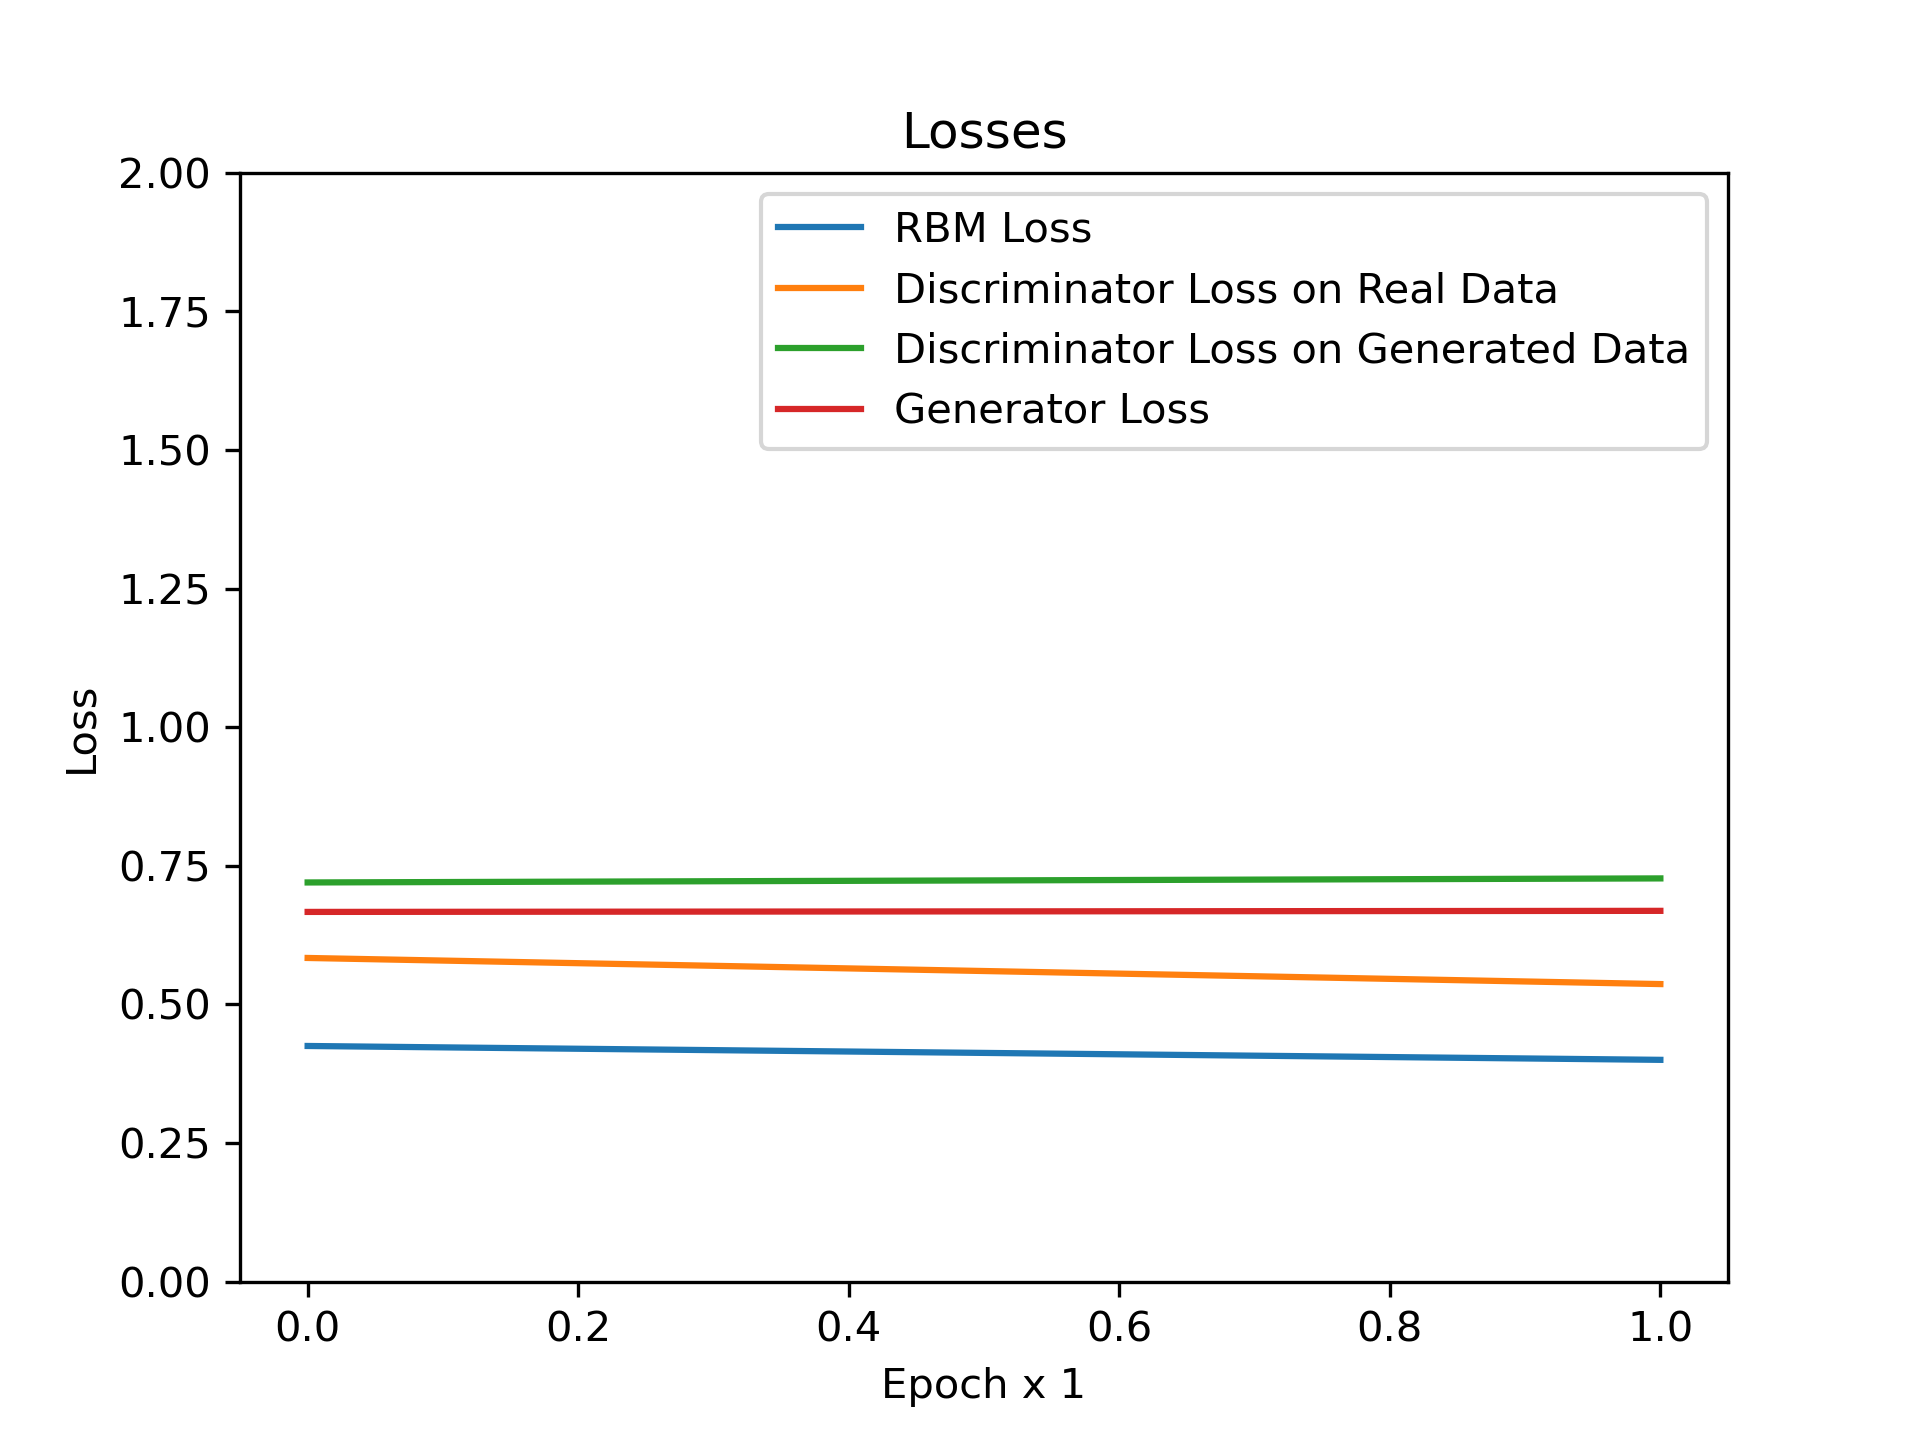 Losses
2.00
1.75
1.50
1.25
1.00
0.75
0.50
0.25
0.00
Loss
RBM Loss
Discriminator Loss on Real Data
Discriminator Loss on Generated Data
Generator Loss
0.0 0.2 0.4 0.6 0.8 1.0
Epoch x 1